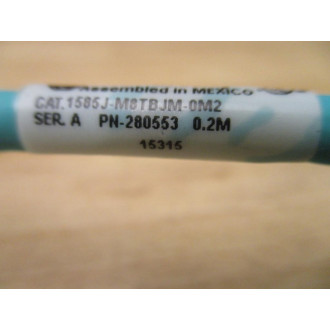 Assembled in MEXICO
CAT.1585J-M8TBJM-0M2
SER. A PN-280553 0.2M
15315